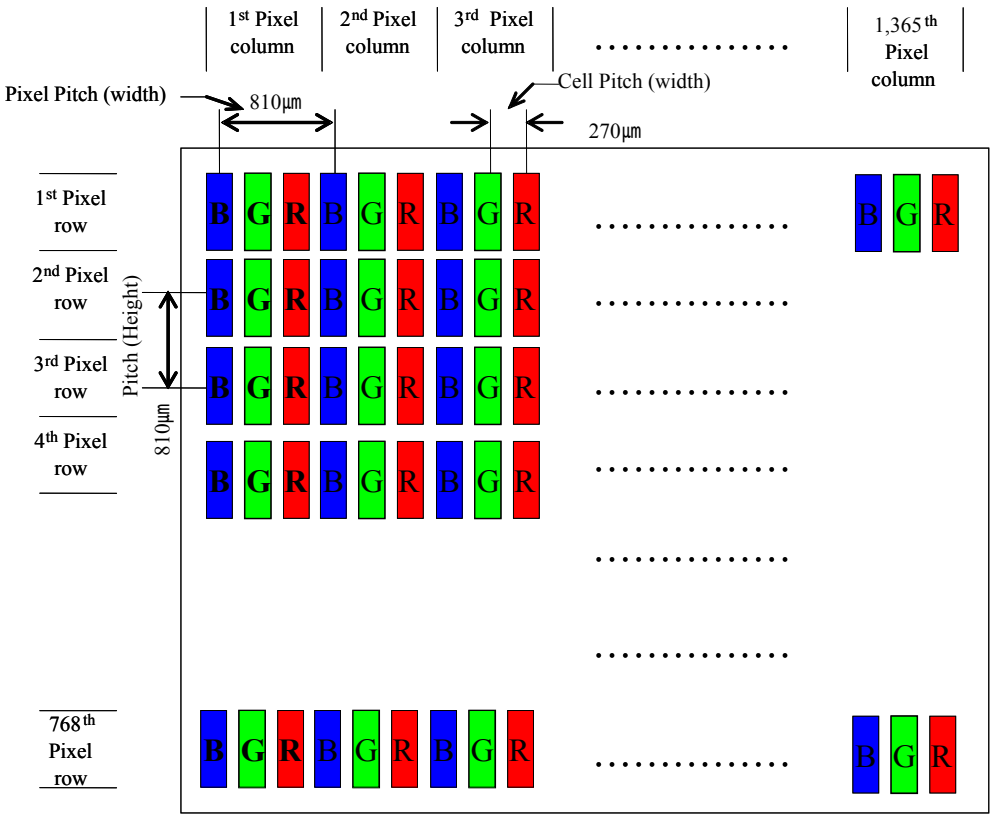 1st Pixel column
2nd Pixel column
3rd Pixel column
....................
1,365th Pixel column
Pixel Pitch (width)
810㎛
Cell Pitch (width)
270㎛
1st Pixel row
B G R B G R B G R .................... B G R
2nd Pixel row
B G R B G R B G R ....................
Pitch (Height)
810㎛
3rd Pixel row
B G R B G R B G R ....................
4th Pixel row
B G R B G R B G R ....................
....................
....................
768th Pixel row
B G R B G R B G R .................... B G R